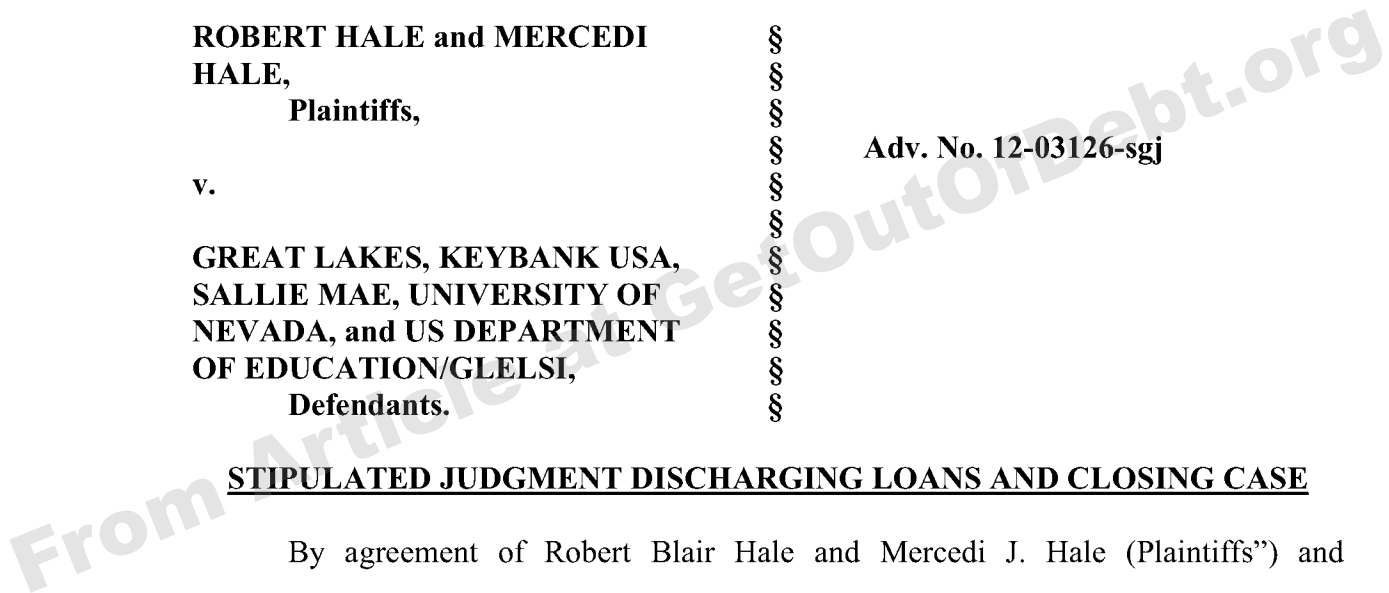 ROBERT HALE and MERCEDI §
HALE, §
Plaintiffs, §
§ Adv. No. 12-03126-sgj
v. §
§
GREAT LAKES, KEYBANK USA, §
SALLIE MAE, UNIVERSITY OF §
NEVADA, and US DEPARTMENT §
OF EDUCATION/GLELSI, §
Defendants. §
STIPULATED JUDGMENT DISCHARGING LOANS AND CLOSING CASE
By agreement of Robert Blair Hale and Mercedi J. Hale (Plaintiffs”) and
From Article at GetOutOfDebt.org